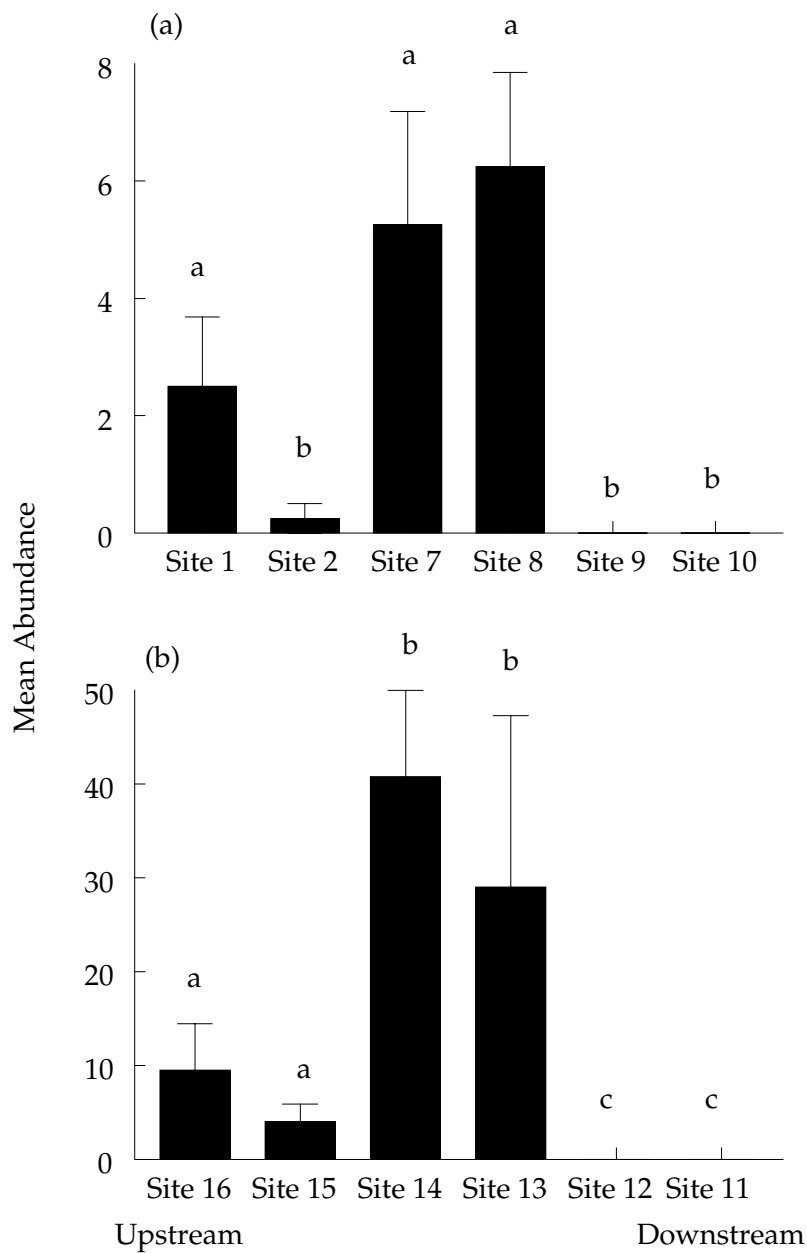 (a)
a
a
8
6
a
4
b
2
b
b
0
Site 1 Site 2 Site 7 Site 8 Site 9 Site 10
Mean Abundance
(b)
b
b
50
40
30
20
a
a
10
c
c
0
Site 16 Site 15 Site 14 Site 13 Site 12 Site 11
Upstream Downstream